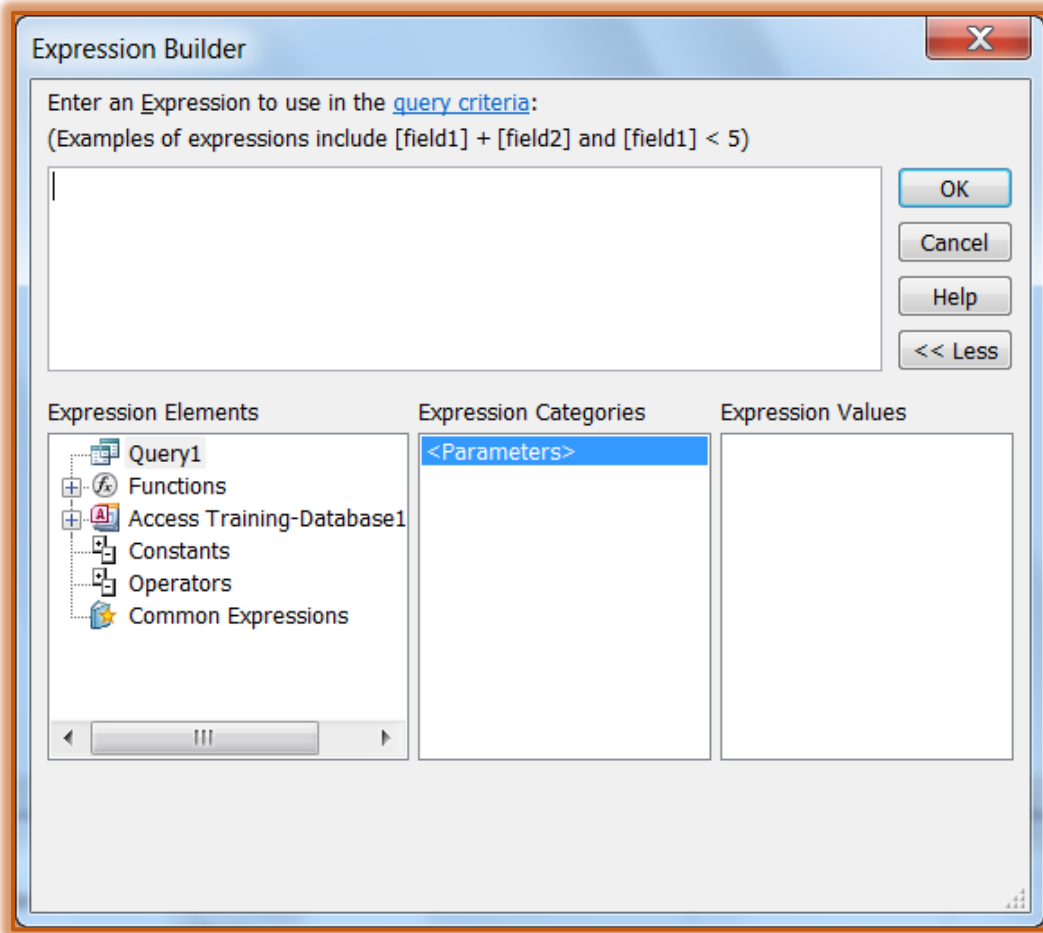 Expression Builder
Enter an Expression to use in the query criteria:
(Examples of expressions include [field1] + [field2] and [field1] < 5)
OK
Cancel
Help
<< Less
Expression Elements
Expression Categories
Expression Values
Query1
Functions
Access Training-Database1
Constants
Operators
Common Expressions
<Parameters>